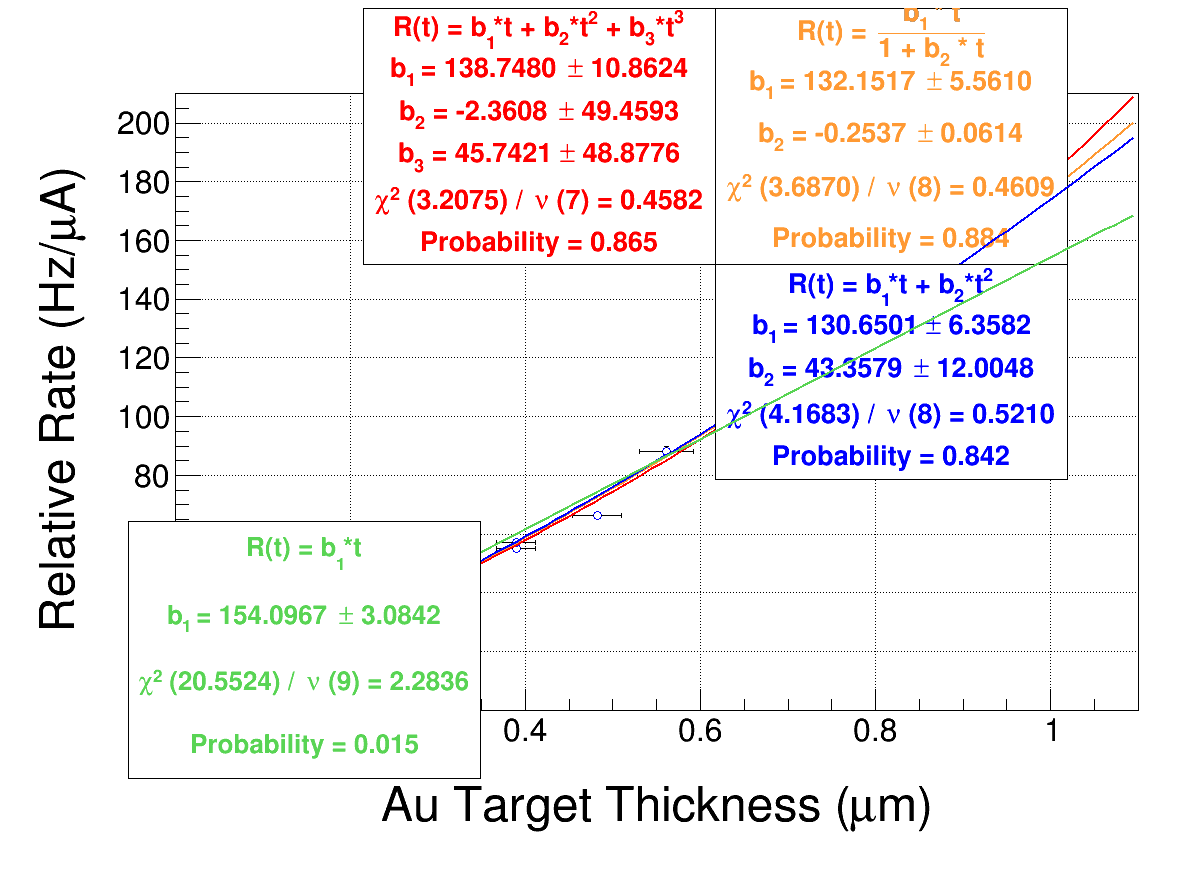 R(t) = b1*t + b2*t² + b3*t³
b1 = 138.7480 ± 10.8624
b2 = -2.3608 ± 49.4593
b3 = 45.7421 ± 48.8776
χ² (3.2075) / ν (7) = 0.4582
Probability = 0.865
b1 * t
R(t) =
1 + b2 * t
b1 = 132.1517 ± 5.5610
b2 = -0.2537 ± 0.0614
χ² (3.6870) / ν (8) = 0.4609
Probability = 0.884
R(t) = b1*t + b2*t²
b1 = 130.6501 ± 6.3582
b2 = 43.3579 ± 12.0048
χ² (4.1683) / ν (8) = 0.5210
Probability = 0.842
R(t) = b1*t
b1 = 154.0967 ± 3.0842
χ² (20.5524) / ν (9) = 2.2836
Probability = 0.015
200
180
160
140
120
100
80
Relative Rate (Hz/μA)
0.4 0.6 0.8 1
Au Target Thickness (μm)